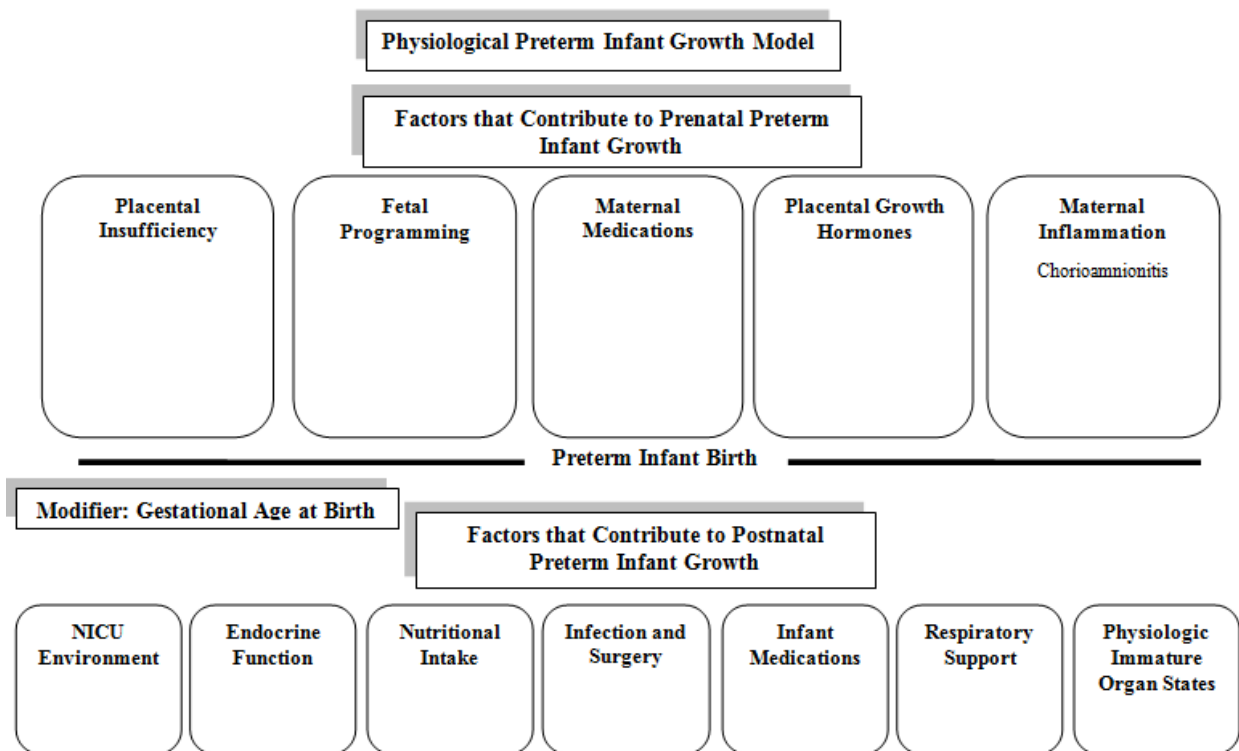 Physiological Preterm Infant Growth Model
Factors that Contribute to Prenatal Preterm
Infant Growth
Placental
Insufficiency
Fetal
Programming
Maternal
Medications
Placental Growth
Hormones
Maternal
Inflammation
Chorioamnionitis
Preterm Infant Birth
Modifier: Gestational Age at Birth
Factors that Contribute to Postnatal
Preterm Infant Growth
NICU
Environment
Endocrine
Function
Nutritional
Intake
Infection and
Surgery
Infant
Medications
Respiratory
Support
Physiologic
Immature
Organ States